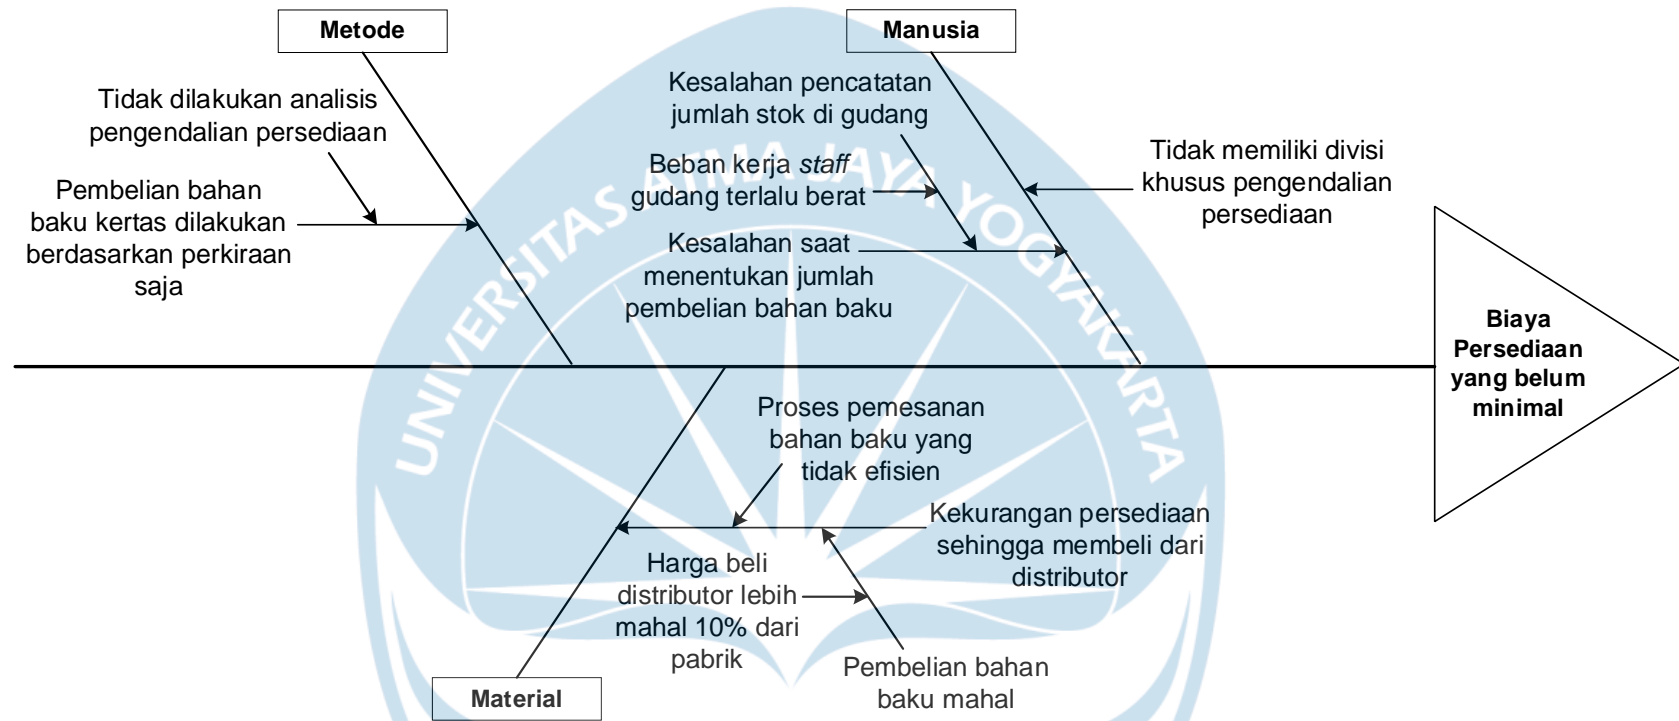 Metode
Manusia
Tidak dilakukan analisis
pengendalian persediaan
Pembelian bahan
baku kertas dilakukan
berdasarkan perkiraan
saja
Kesalahan pencatatan
jumlah stok di gudang
Beban kerja staff
gudang terlalu berat
Kesalahan saat
menentukan jumlah
pembelian bahan baku
Tidak memiliki divisi
khusus pengendalian
persediaan
Biaya
Persediaan
yang belum
minimal
Proses pemesanan
bahan baku yang
tidak efisien
Kekurangan persediaan
sehingga membeli dari
distributor
Harga beli
distributor lebih
mahal 10% dari
pabrik
Pembelian bahan
baku mahal
Material
UNIVERSITAS ATMA JAYA YOGYAKARTA